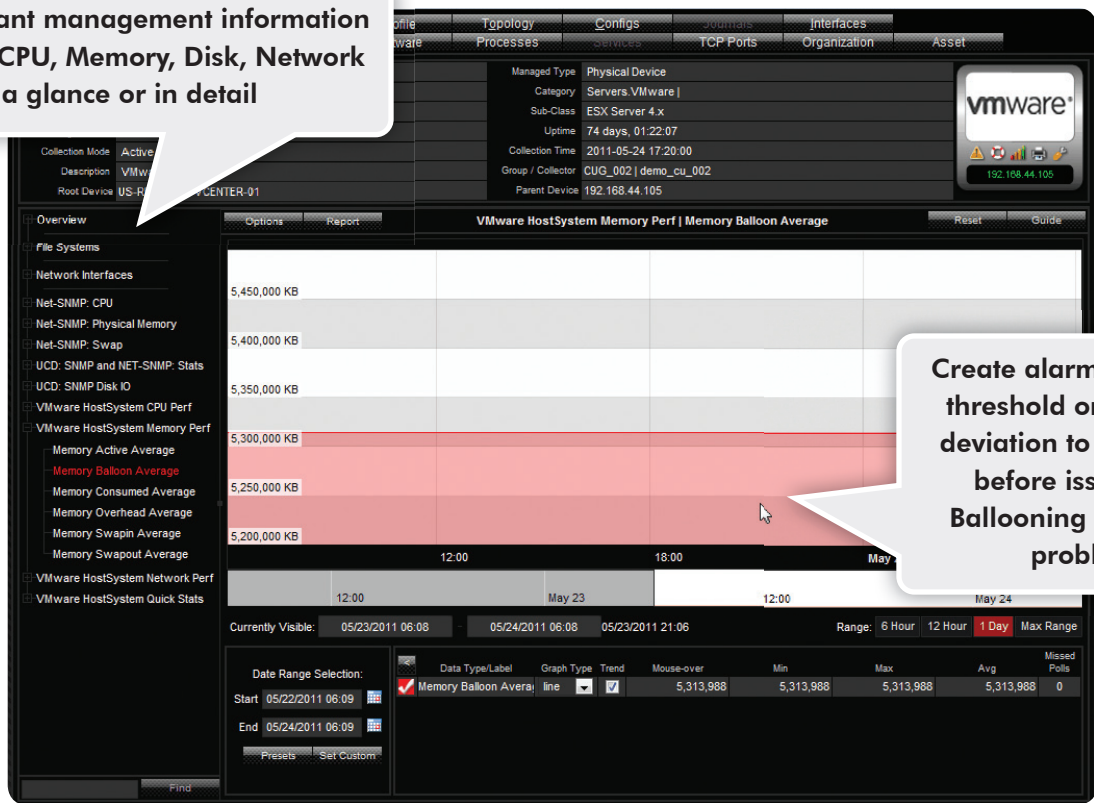 ant management information
CPU, Memory, Disk, Network
a glance or in detail
Topology Configs Journals Interfaces
Processes Services TCP Ports Organization Asset
Managed Type Physical Device
Category Servers.VMware |
Sub-Class ESX Server 4.x
Uptime 74 days, 01:22:07
Collection Mode Active
Collection Time 2011-05-24 17:20:00
Description
Group / Collector CUG_002 | demo_cu_002
Root Device
Parent Device 192.168.44.105
vmware
192.168.44.105
Overview
File Systems
Network Interfaces
Net-SNMP: CPU
Net-SNMP: Physical Memory
Net-SNMP: Swap
UCD: SNMP and NET-SNMP: Stats
UCD: SNMP Disk IO
VMware HostSystem CPU Perf
VMware HostSystem Memory Perf
Memory Active Average
Memory Balloon Average
Memory Consumed Average
Memory Overhead Average
Memory Swapin Average
Memory Swapout Average
VMware HostSystem Network Perf
VMware HostSystem Quick Stats
Find
Options Report VMware HostSystem Memory Perf | Memory Balloon Average Reset Guide
5,450,000 KB
5,400,000 KB
5,350,000 KB
5,300,000 KB
5,250,000 KB
5,200,000 KB
12:00 18:00 May
Create alarm
threshold or
deviation to
before iss
Ballooning
probl
12:00 May 23 12:00 May 24
Currently Visible: 05/23/2011 06:08 - 05/24/2011 06:08 05/23/2011 21:06 Range: 6 Hour 12 Hour 1 Day Max Range
Date Range Selection:
Start 05/22/2011 06:09
End 05/24/2011 06:09
Presets Set Custom
< Data Type/Label Graph Type Trend Mouse-over Min Max Avg Missed Polls
Memory Balloon Avera line 5,313,988 5,313,988 5,313,988 5,313,988 0